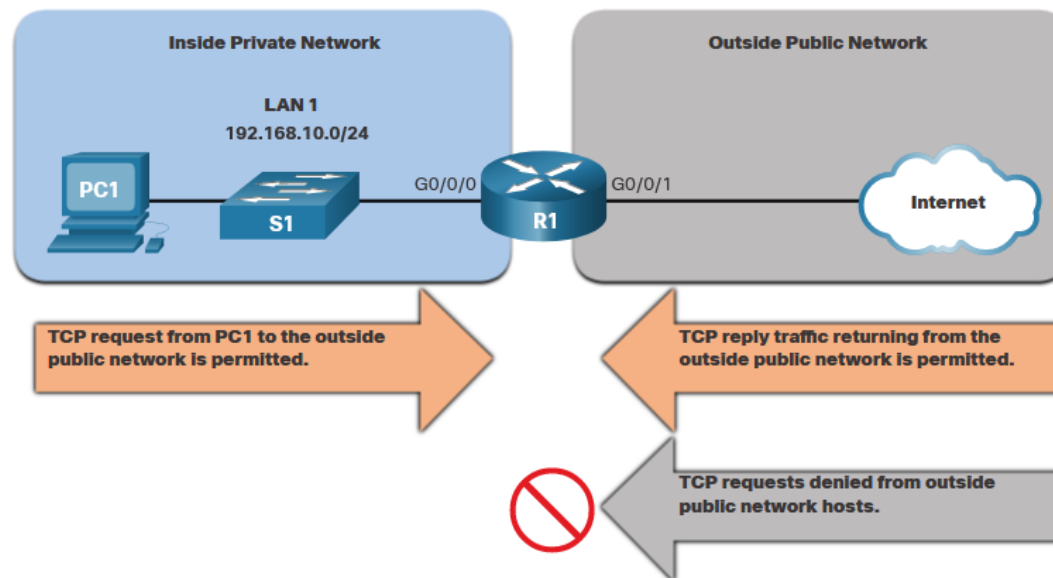 Inside Private Network
Outside Public Network
LAN 1
192.168.10.0/24
PC1
S1
G0/0/0
R1
G0/0/1
Internet
TCP request from PC1 to the outside
public network is permitted.
TCP reply traffic returning from the
outside public network is permitted.
TCP requests denied from outside
public network hosts.